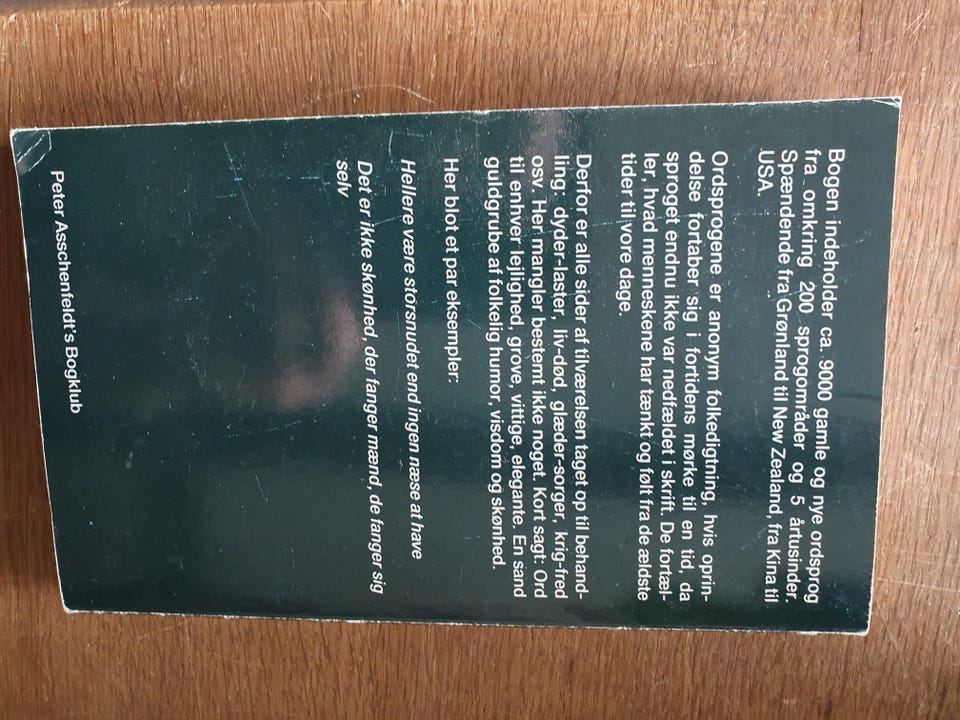 Bogen indeholder ca. 9000 gamle og nye ordsprog
fra omkring 200 sprogområder og 5 årtusinder.
Spændende fra Grønland til New Zealand, fra Kina til
USA.
Ordsprogene er anonym folkedigtning, hvis oprin-
delse fortaber sig i fortidens mørke til en tid, da
sproget endnu ikke var nedfældet i skrift. De fortæl-
ler, hvad menneskene har tænkt og følt fra de ældste
tider til vore dage.
Derfor er alle sider af tilværelsen taget op til behand-
ling: dyder-laster, liv-død, glæder-sorger, krig-fred
osv. Her mangler bestemt ikke noget. Kort sagt: Ord
til enhver lejlighed, grove, vittige, elegante. En sand
guldgrube af folkelig humor, visdom og skønhed.
Her blot et par eksempler:
Hellere være storsnudet end ingen næse at have
Det er ikke skønhed, der fanger mænd, de fanger sig
selv
Peter Asschenfeldt's Bogklub